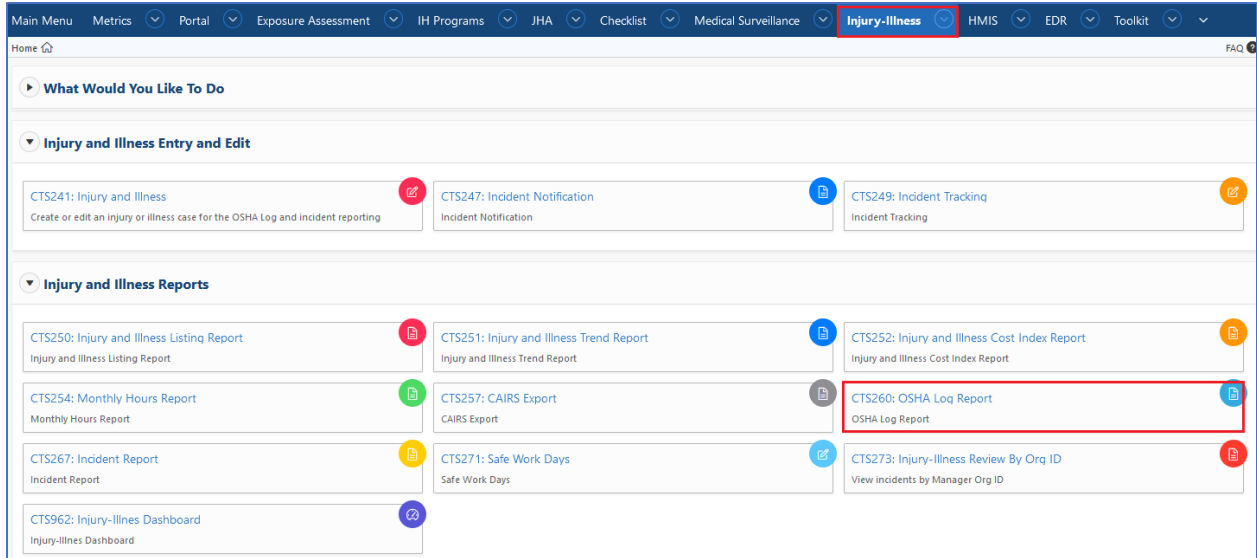 Main Menu Metrics Portal Exposure Assessment IH Programs JHA Checklist Medical Surveillance Injury-Illness HMIS EDR Toolkit
Home FAQ
What Would You Like To Do
Injury and Illness Entry and Edit
CTS241: Injury and Illness
Create or edit an injury or illness case for the OSHA Log and incident reporting
CTS247: Incident Notification
Incident Notification
CTS249: Incident Tracking
Incident Tracking
Injury and Illness Reports
CTS250: Injury and Illness Listing Report
Injury and Illness Listing Report
CTS251: Injury and Illness Trend Report
Injury and Illness Trend Report
CTS252: Injury and Illness Cost Index Report
Injury and Illness Cost Index Report
CTS254: Monthly Hours Report
Monthly Hours Report
CTS257: CAIRS Export
CAIRS Export
CTS260: OSHA Log Report
OSHA Log Report
CTS267: Incident Report
Incident Report
CTS271: Safe Work Days
Safe Work Days
CTS273: Injury-Illness Review By Org ID
View incidents by Manager Org ID
CTS962: Injury-Illnes Dashboard
Injury-Illnes Dashboard